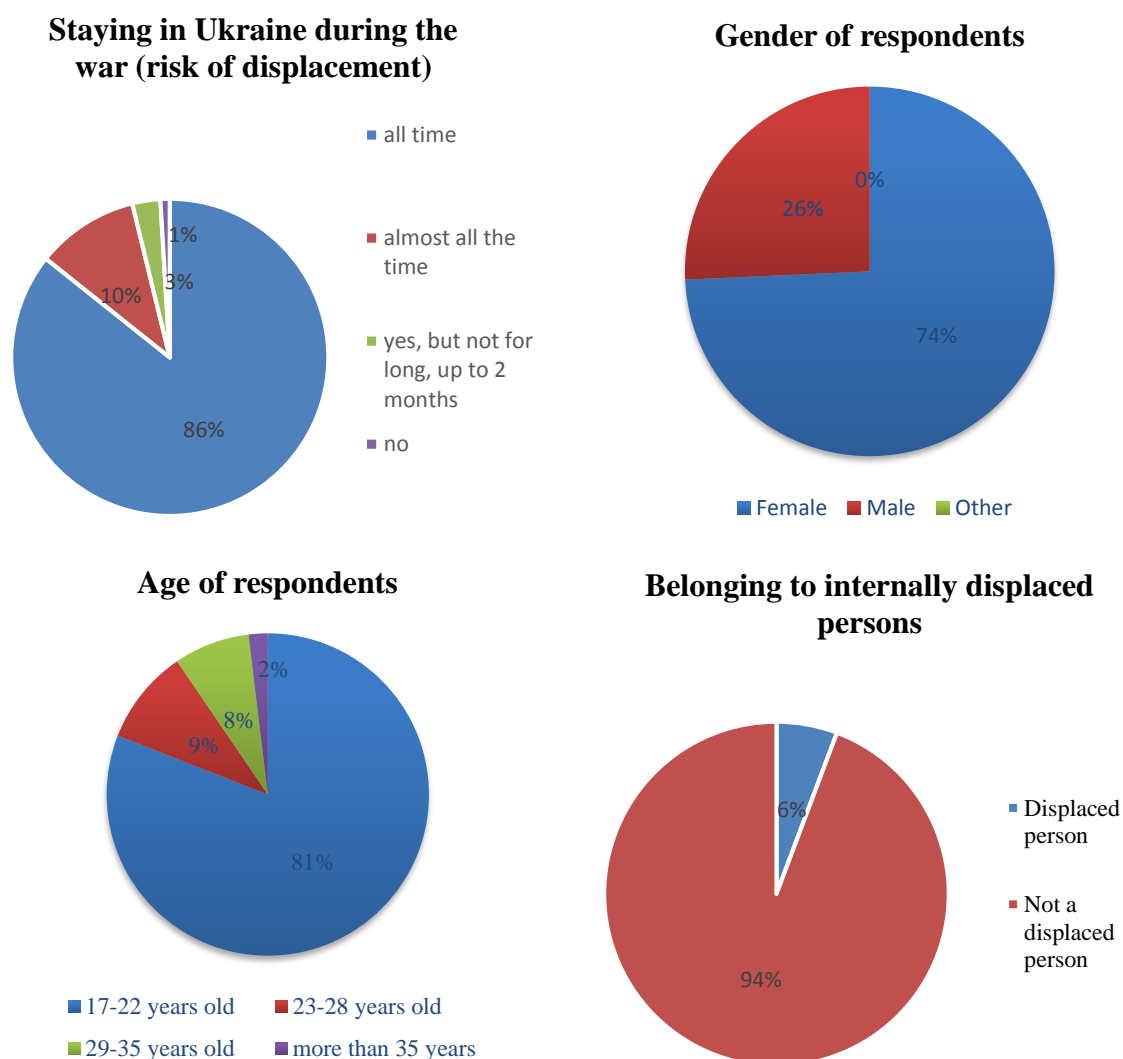 Staying in Ukraine during the
war (risk of displacement)
all time
almost all the
time
yes, but not for
long, up to 2
months
no
1%
3%
10%
86%
Gender of respondents
0%
26%
74%
Female Male Other
Age of respondents
2%
8%
9%
81%
17-22 years old 23-28 years old
29-35 years old more than 35 years
Belonging to internally displaced
persons
6%
94%
Displaced
person
Not a
displaced
person